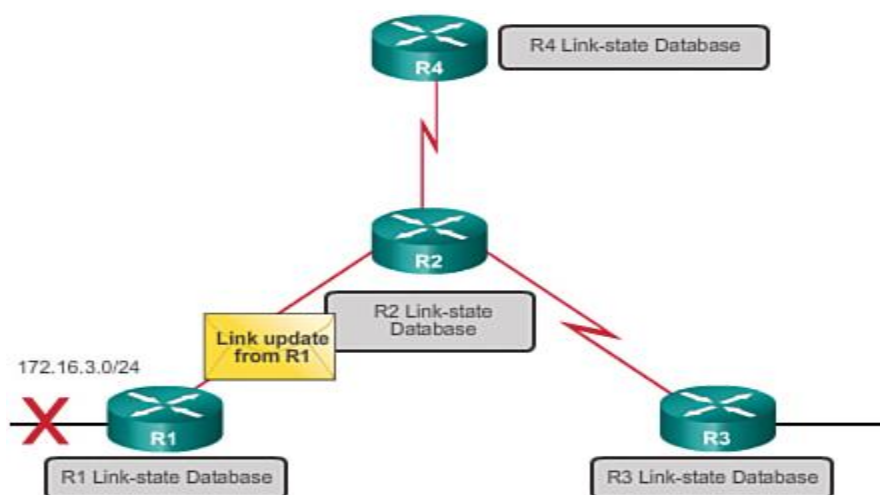 R4
R4 Link-state Database
R2
R2 Link-state
Database
Link update
from R1
172.16.3.0/24
R1
R3
R1 Link-state Database
R3 Link-state Database